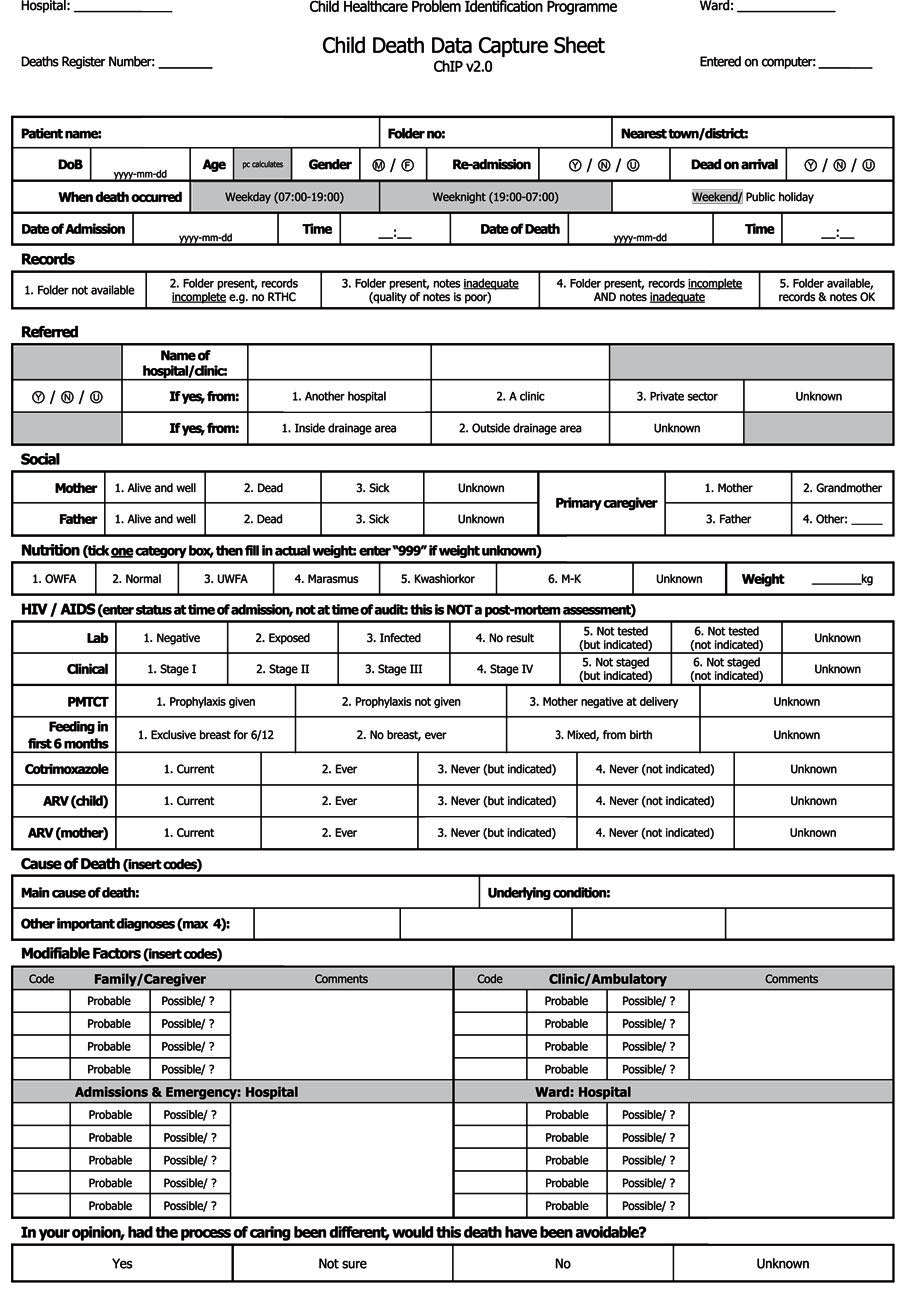 Hospital: _______________ Child Healthcare Problem Identification Programme Ward: _______________
Child Death Data Capture Sheet
Deaths Register Number: ________ ChIP v2.0 Entered on computer: ________
Patient name: Folder no: Nearest town/district:
DoB yyyy-mm-dd Age pc calculates Gender Ⓜ / Ⓕ Re-admission Ⓨ / Ⓝ / Ⓤ Dead on arrival Ⓨ / Ⓝ / Ⓤ
When death occurred Weekday (07:00-19:00) Weeknight (19:00-07:00) Weekend/ Public holiday
Date of Admission yyyy-mm-dd Time __:__ Date of Death yyyy-mm-dd Time __:__
Records
1. Folder not available 2. Folder present, records incomplete e.g. no RTHC 3. Folder present, notes inadequate (quality of notes is poor) 4. Folder present, records incomplete AND notes inadequate 5. Folder available, records & notes OK
Referred
Name of hospital/clinic:
Ⓨ / Ⓝ / Ⓤ If yes, from: 1. Another hospital 2. A clinic 3. Private sector Unknown
If yes, from: 1. Inside drainage area 2. Outside drainage area Unknown
Social
Mother 1. Alive and well 2. Dead 3. Sick Unknown Primary caregiver 1. Mother 2. Grandmother
Father 1. Alive and well 2. Dead 3. Sick Unknown 3. Father 4. Other: _____
Nutrition (tick one category box, then fill in actual weight: enter “999” if weight unknown)
1. OWFA 2. Normal 3. UWFA 4. Marasmus 5. Kwashiorkor 6. M-K Unknown Weight ________kg
HIV / AIDS (enter status at time of admission, not at time of audit: this is NOT a post-mortem assessment)
Lab 1. Negative 2. Exposed 3. Infected 4. No result 5. Not tested (but indicated) 6. Not tested (not indicated) Unknown
Clinical 1. Stage I 2. Stage II 3. Stage III 4. Stage IV 5. Not staged (but indicated) 6. Not staged (not indicated) Unknown
PMTCT 1. Prophylaxis given 2. Prophylaxis not given 3. Mother negative at delivery Unknown
Feeding in first 6 months 1. Exclusive breast for 6/12 2. No breast, ever 3. Mixed, from birth Unknown
Cotrimoxazole 1. Current 2. Ever 3. Never (but indicated) 4. Never (not indicated) Unknown
ARV (child) 1. Current 2. Ever 3. Never (but indicated) 4. Never (not indicated) Unknown
ARV (mother) 1. Current 2. Ever 3. Never (but indicated) 4. Never (not indicated) Unknown
Cause of Death (insert codes)
Main cause of death: Underlying condition:
Other important diagnoses (max 4):
Modifiable Factors (insert codes)
Code Family/Caregiver Comments Code Clinic/Ambulatory Comments
Probable Possible/ ? Probable Possible/ ?
Probable Possible/ ? Probable Possible/ ?
Probable Possible/ ? Probable Possible/ ?
Probable Possible/ ? Probable Possible/ ?
Admissions & Emergency: Hospital Ward: Hospital
Probable Possible/ ? Probable Possible/ ?
Probable Possible/ ? Probable Possible/ ?
Probable Possible/ ? Probable Possible/ ?
Probable Possible/ ? Probable Possible/ ?
Probable Possible/ ? Probable Possible/ ?
In your opinion, had the process of caring been different, would this death have been avoidable?
Yes Not sure No Unknown